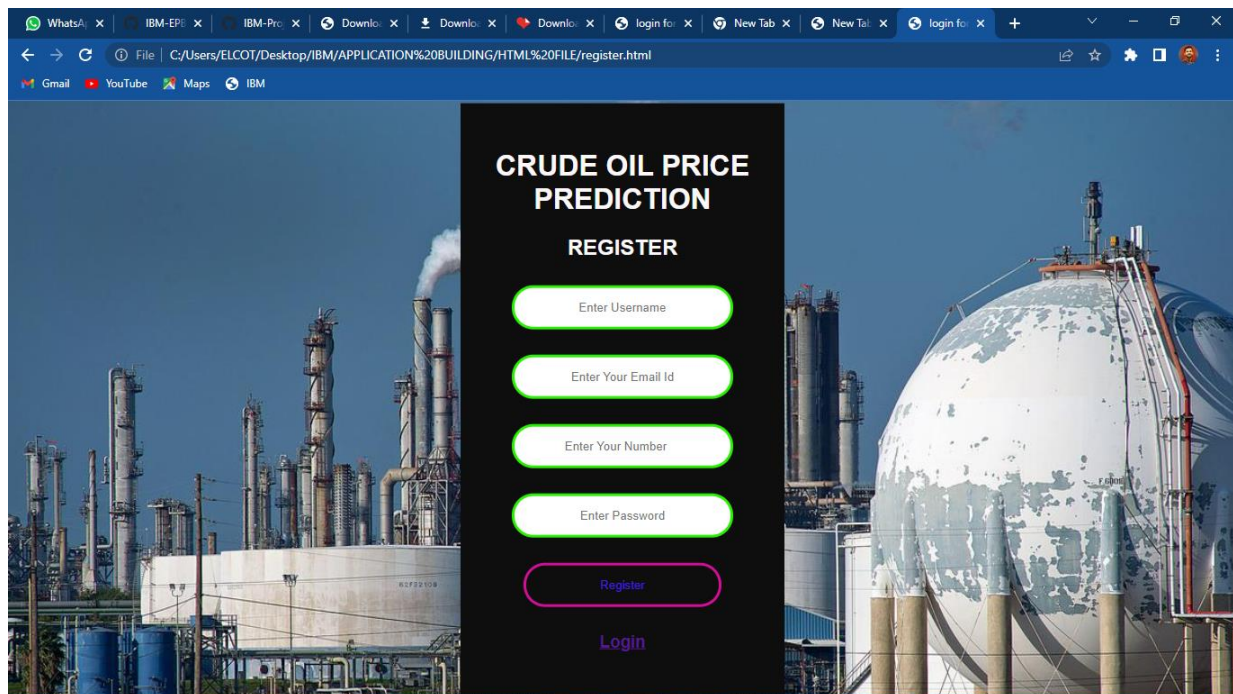 WhatsA
IBM-EPB
IBM-Pro
Downlo
Downlo
Downlo
login for
New Tab
New Tab
login for
File
C:/Users/ELCOT/Desktop/IBM/APPLICATION%20BUILDING/HTML%20FILE/register.html
Gmail
YouTube
Maps
IBM
CRUDE OIL PRICE
PREDICTION
REGISTER
Enter Username
Enter Your Email Id
Enter Your Number
Enter Password
Register
Login